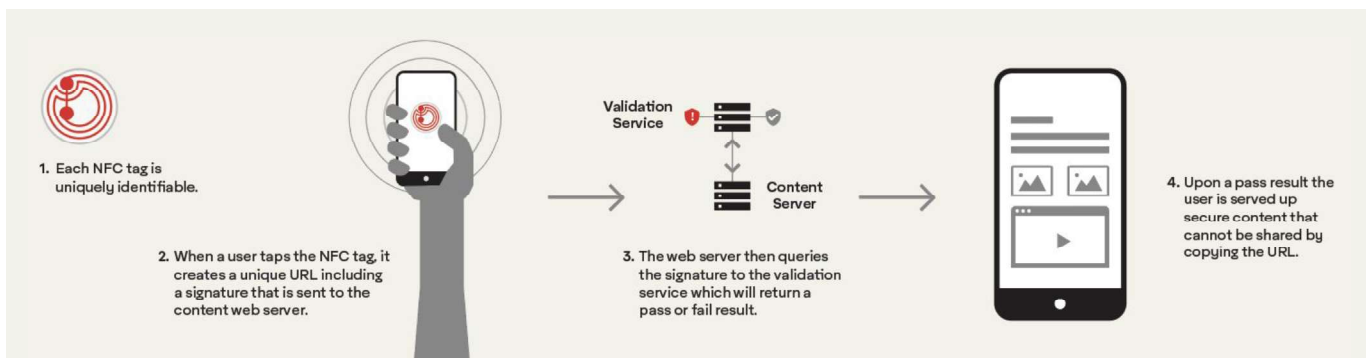 1. Each NFC tag is
uniquely identifiable.
2. When a user taps the NFC tag, it
creates a unique URL including
a signature that is sent to the
content web server.
Validation
Service
Content
Server
3. The web server then queries
the signature to the validation
service which will return a
pass or fail result.
4. Upon a pass result the
user is served up
secure content that
cannot be shared by
copying the URL.